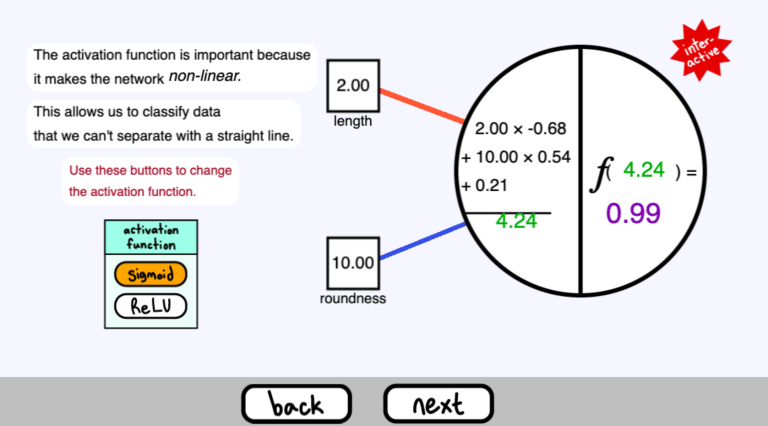 The activation function is important because
it makes the network non-linear.
This allows us to classify data
that we can't separate with a straight line.
Use these buttons to change
the activation function.
activation
function
Sigmoid
ReLU
2.00
length
10.00
roundness
2.00 × -0.68
+ 10.00 × 0.54
+ 0.21
4.24
f( 4.24 ) =
0.99
inter-
active
back
next